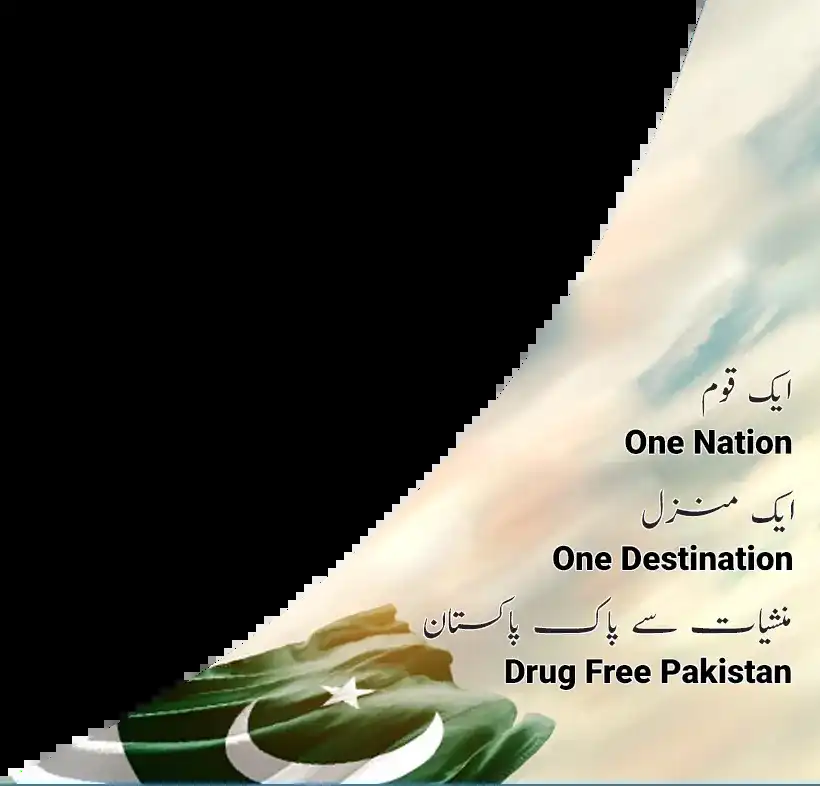 ایک قوم
One Nation
ایک منزل
One Destination
منشیات سے پاک پاکستان
Drug Free Pakistan